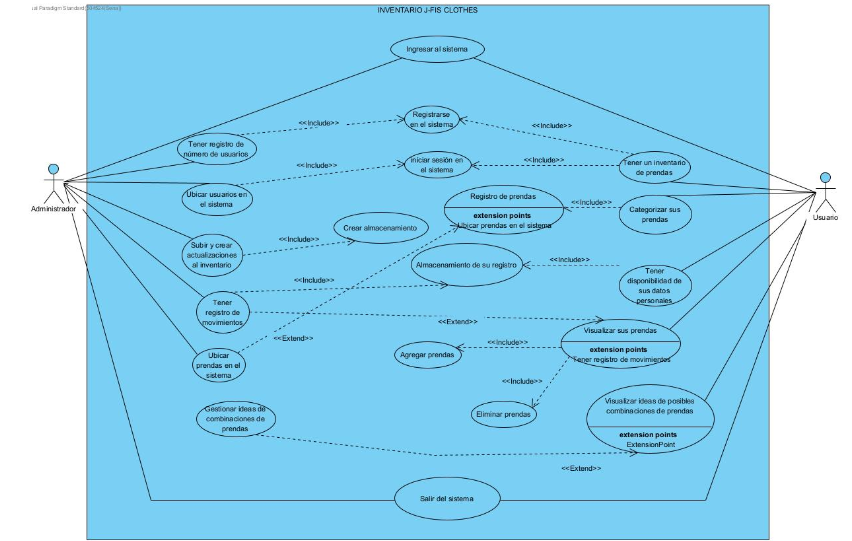 INVENTARIO J-FIS CLOTHES
Ingresar al sistema
Registrarse
en el sistema
<<Include>>
<<Include>>
Tener registro de
número de usuarios
iniciar sesión en
el sistema
<<Include>>
<<Include>>
Tener un inventario
de prendas
Administrador
Ubicar usuarios en
el sistema
Registro de prendas
extension points
Ubicar prendas en el sistema
<<Include>>
Categorizar sus
prendas
Usuario
Crear almacenamiento
<<Include>>
Subir y crear
actualizaciones
al inventario
Almacenamiento de su registro
<<Include>>
<<Include>>
Tener
disponibilidad de
sus datos
personales
Tener
registro de
movimientos
<<Extend>>
Visualizar sus prendas
extension points
Tener registro de movimientos
<<Extend>>
Ubicar
prendas en el
sistema
Agregar prendas
<<Include>>
<<Include>>
Eliminar prendas
Gestionar ideas de
combinaciones de
prendas
Visualizar ideas de posibles
combinaciones de prendas
extension points
ExtensionPoint
<<Extend>>
Salir del sistema